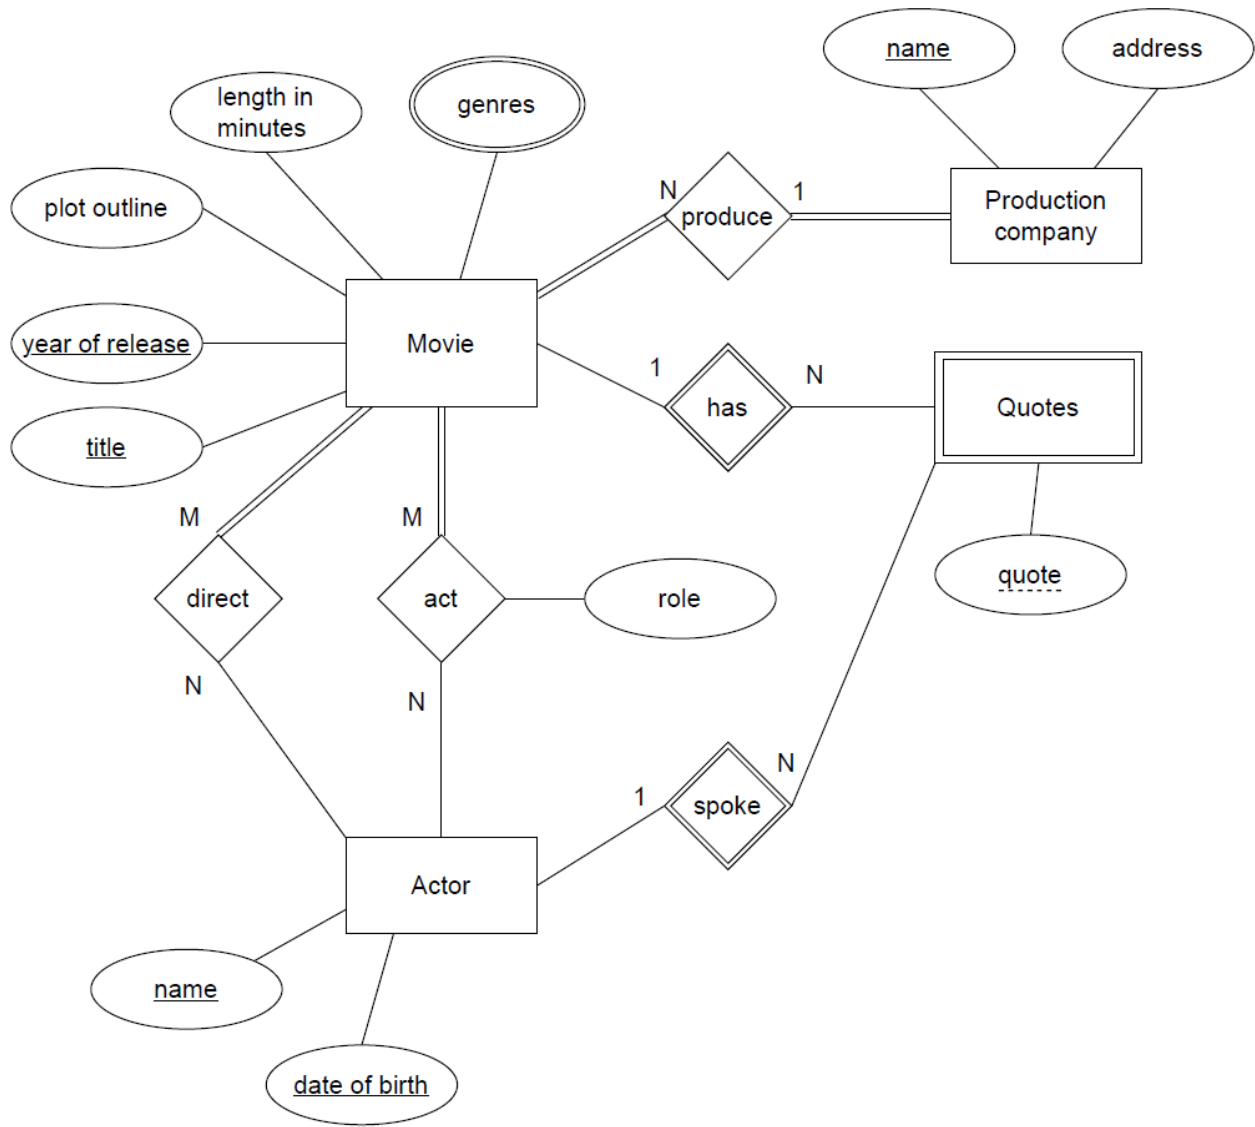 name
address
length in
minutes
genres
plot outline
N
produce
1
Production
company
year of release
Movie
1
has
N
Quotes
title
M
M
direct
act
role
quote
N
N
1
spoke
N
Actor
name
date of birth